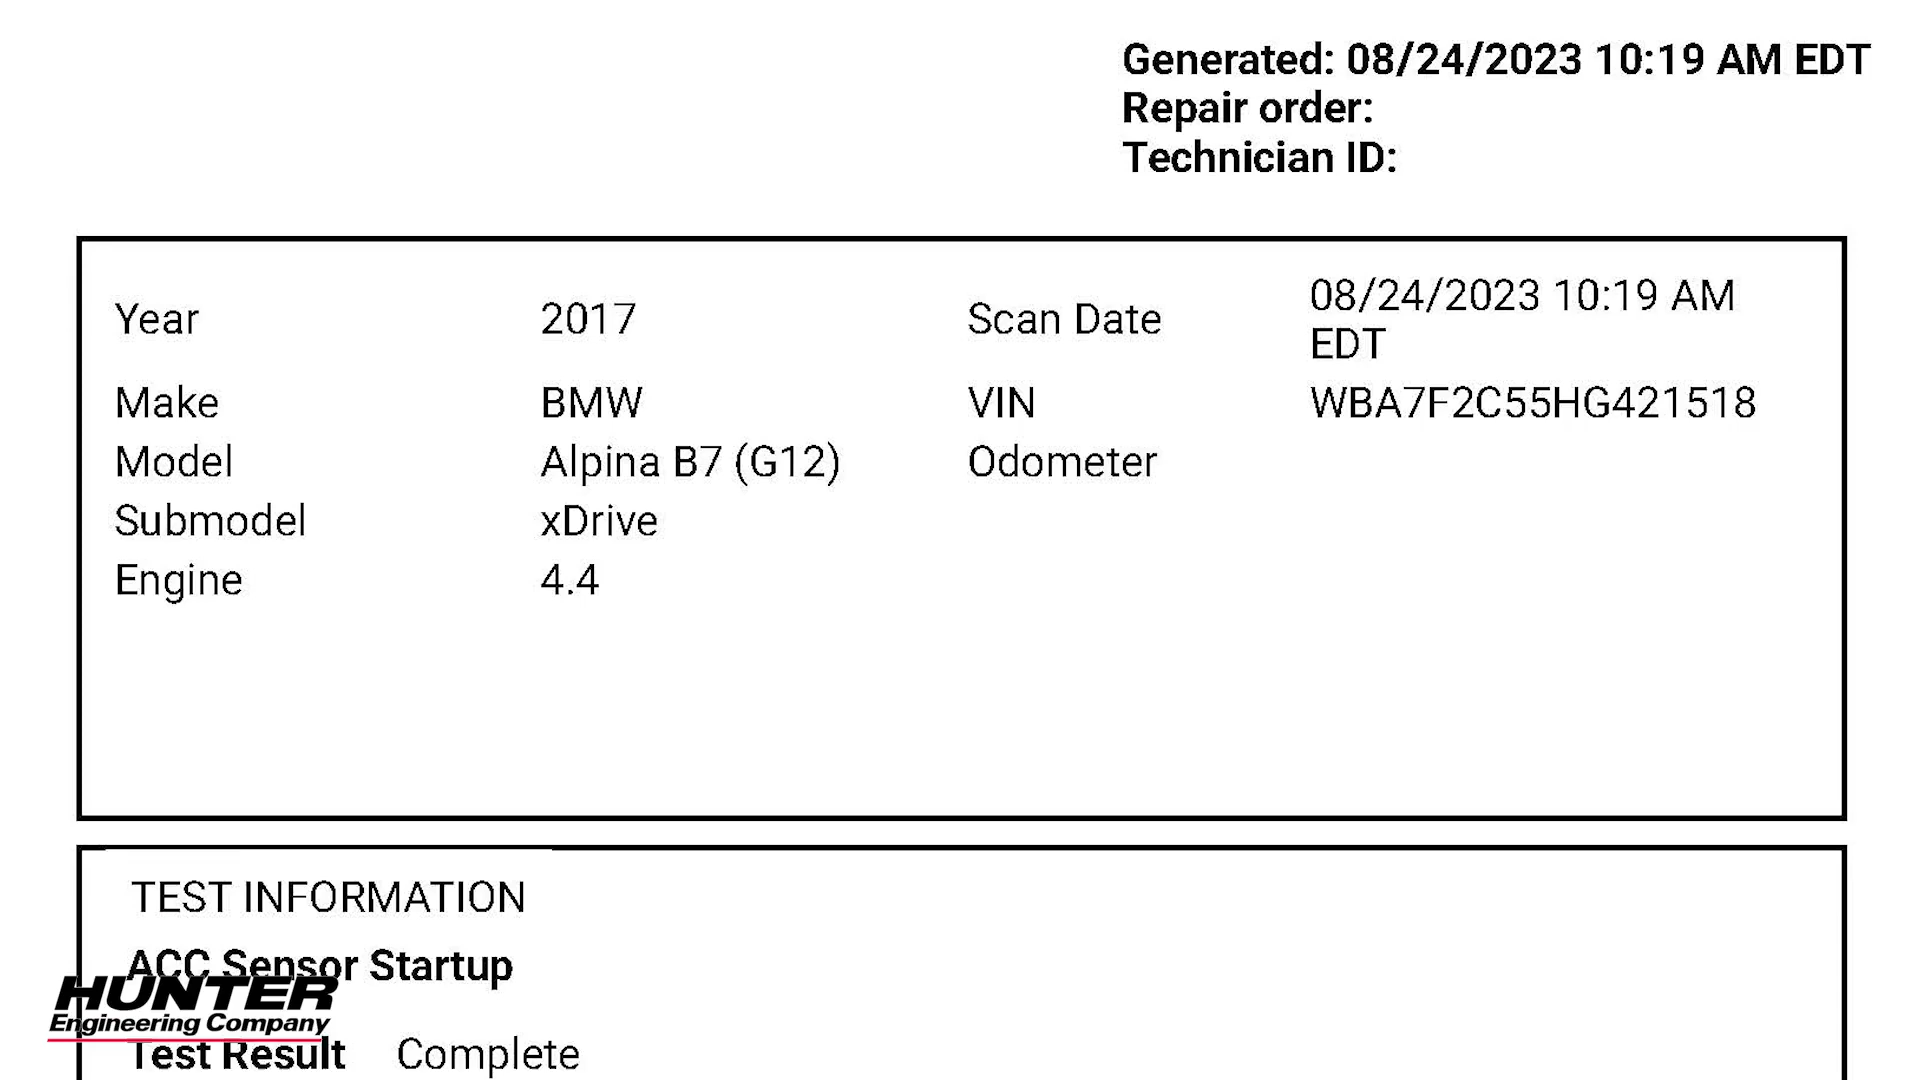 Generated: 08/24/2023 10:19 AM EDT
Repair order:
Technician ID:
Year 2017 Scan Date 08/24/2023 10:19 AM
EDT
Make BMW VIN WBA7F2C55HG421518
Model Alpina B7 (G12) Odometer
Submodel xDrive
Engine 4.4
TEST INFORMATION
ACC Sensor Startup
HUNTER
Engineering Company
Test Result Complete